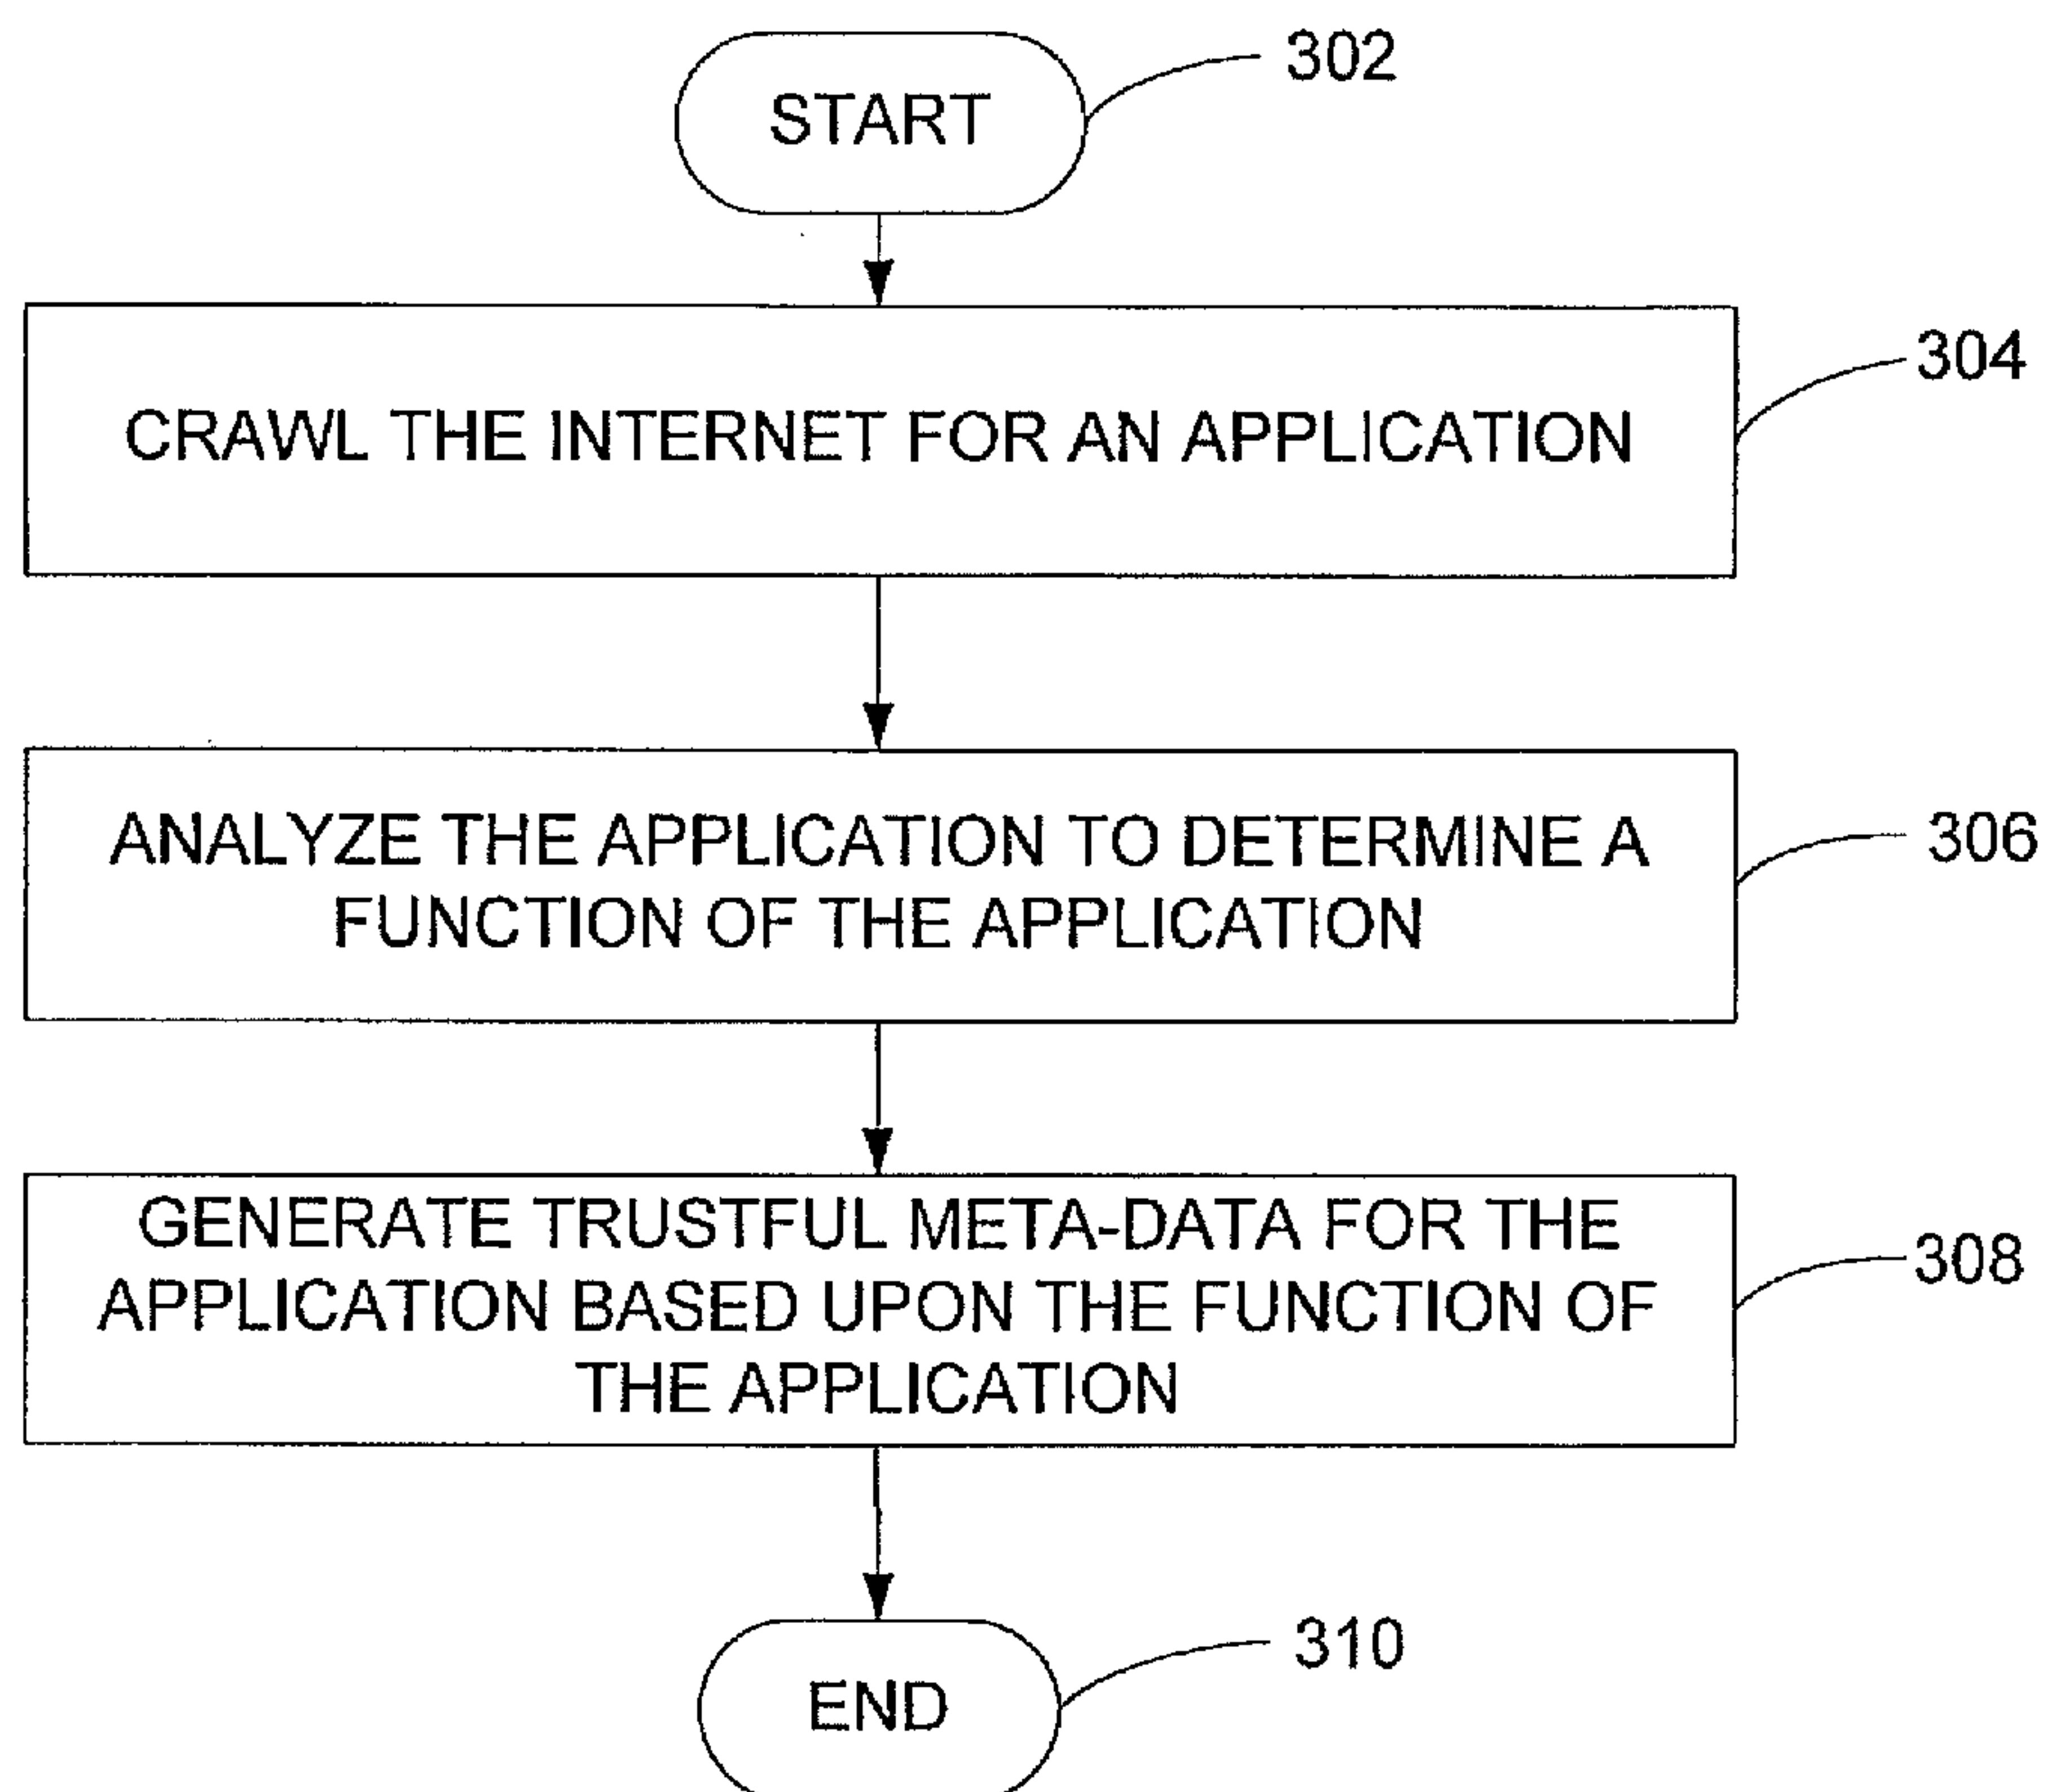 START
302
CRAWL THE INTERNET FOR AN APPLICATION
304
ANALYZE THE APPLICATION TO DETERMINE A
FUNCTION OF THE APPLICATION
306
GENERATE TRUSTFUL META-DATA FOR THE
APPLICATION BASED UPON THE FUNCTION OF
THE APPLICATION
308
END
310